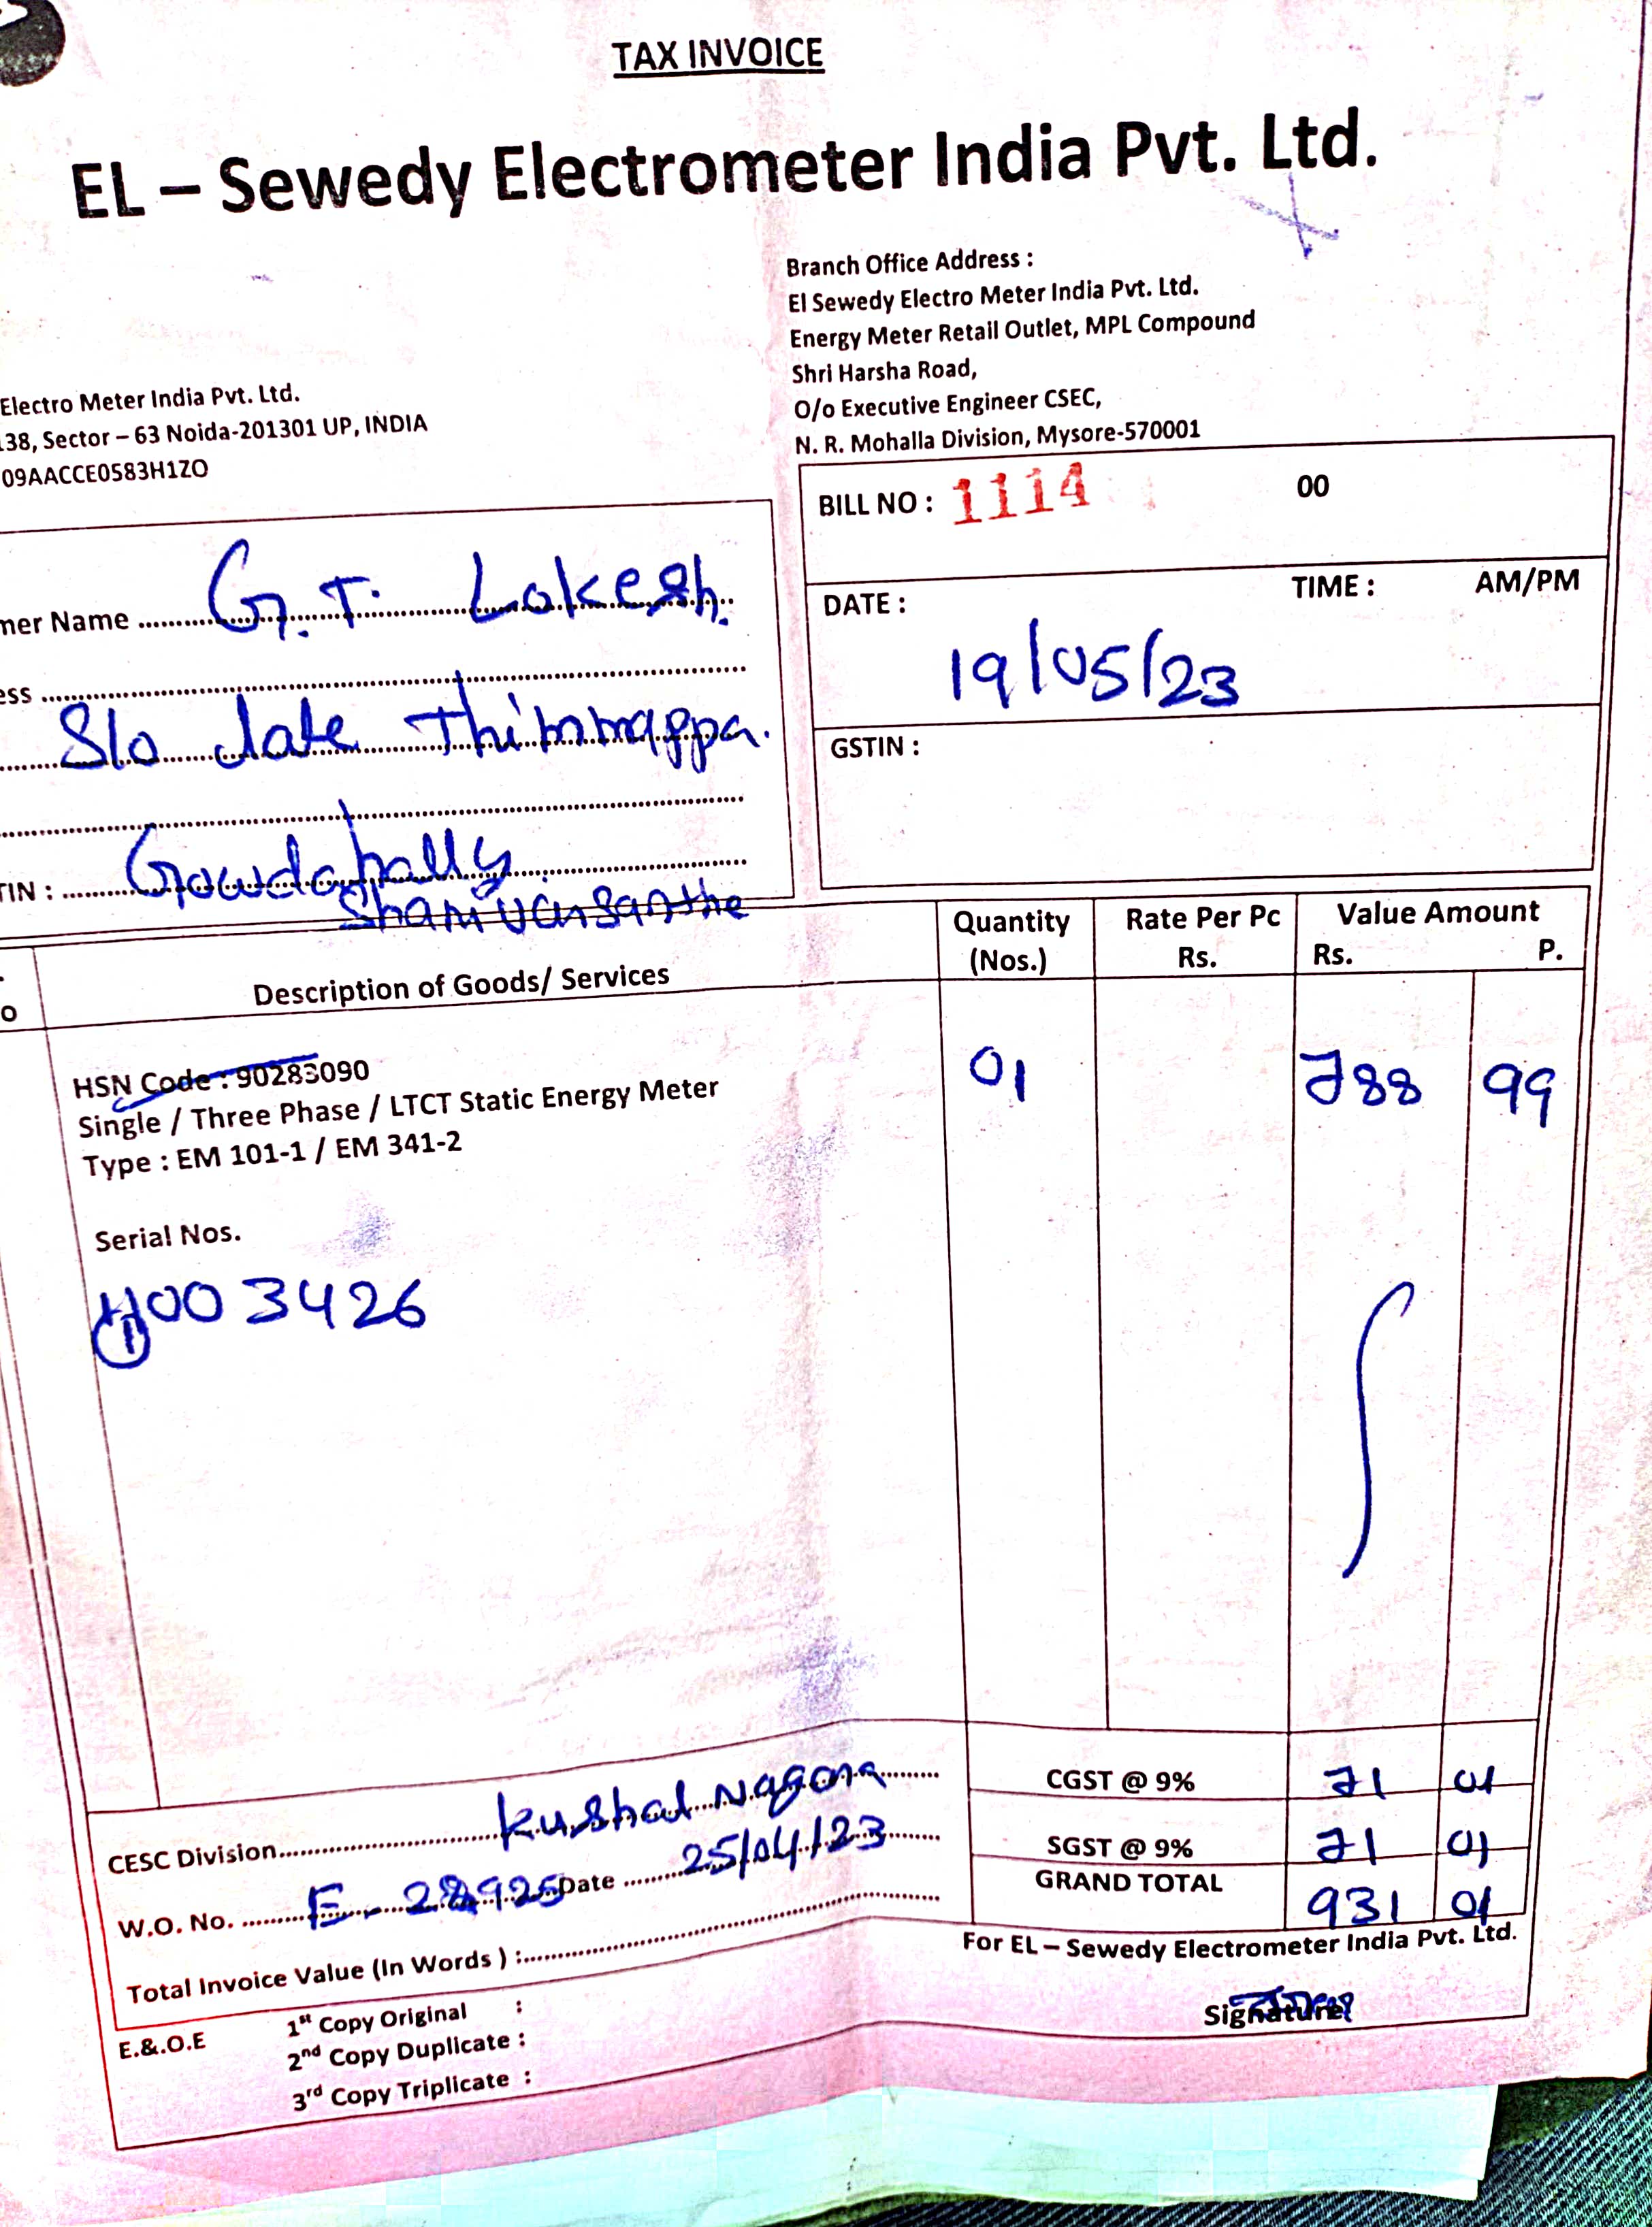 TAX INVOICE
EL – Sewedy Electrometer India Pvt. Ltd.
Branch Office Address :
El Sewedy Electro Meter India Pvt. Ltd.
Energy Meter Retail Outlet, MPL Compound
Shri Harsha Road,
O/o Executive Engineer CSEC,
N. R. Mohalla Division, Mysore-570001
Electro Meter India Pvt. Ltd.
138, Sector – 63 Noida-201301 UP, INDIA
09AACCE0583H1ZO
BILL NO : 1114 00
mer Name G.T. Lokesh.
ess
S/o late Thimmappa.
TIN : Gowdahally
Shanivarsanthe
DATE : TIME : AM/PM
19/05/23
GSTIN :
o Description of Goods/ Services Quantity (Nos.) Rate Per Pc Rs. Value Amount Rs. P.
HSN Code : 90283090 01 788 99
Single / Three Phase / LTCT Static Energy Meter
Type : EM 101-1 / EM 341-2
Serial Nos.
003426
CESC Division Kushal Nagara
W.O. No. Date 25/04/23
Total Invoice Value (In Words ) :
CGST @ 9% 71 01
SGST @ 9% 71 01
GRAND TOTAL 931 01
For EL – Sewedy Electrometer India Pvt. Ltd.
Signature
E.&.O.E 1st Copy Original :
2nd Copy Duplicate :
3rd Copy Triplicate :